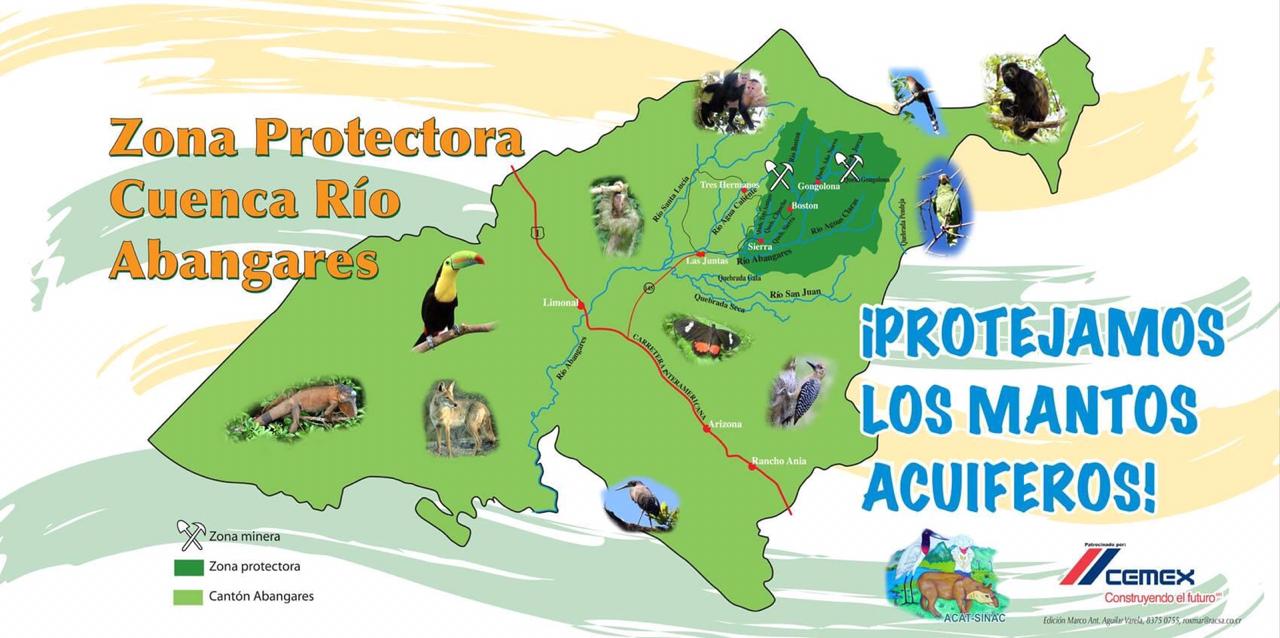 Zona Protectora
Cuenca Río
Abangares
1
Tres Hermanos
Río Santa Lucía
Río Agua Caliente
Río Boston
Gongolona
Boston
Río Aguas Claras
Sierra
Las Juntas
Río Abangares
Quebrada Gala
145
Río San Juan
Quebrada Seca
Limonal
Río Abangares
CARRETERA INTERAMERICANA
Arizona
Rancho Ania
¡PROTEJAMOS
LOS MANTOS
ACUIFEROS!
Zona minera
Zona protectora
Cantón Abangares
ACAT-SINAC
Patrocinado por:
CEMEX
Construyendo el futuro
Edición Marco Ant. Aguilar Varela, 8375 0755, roxmar@racsa.co.cr